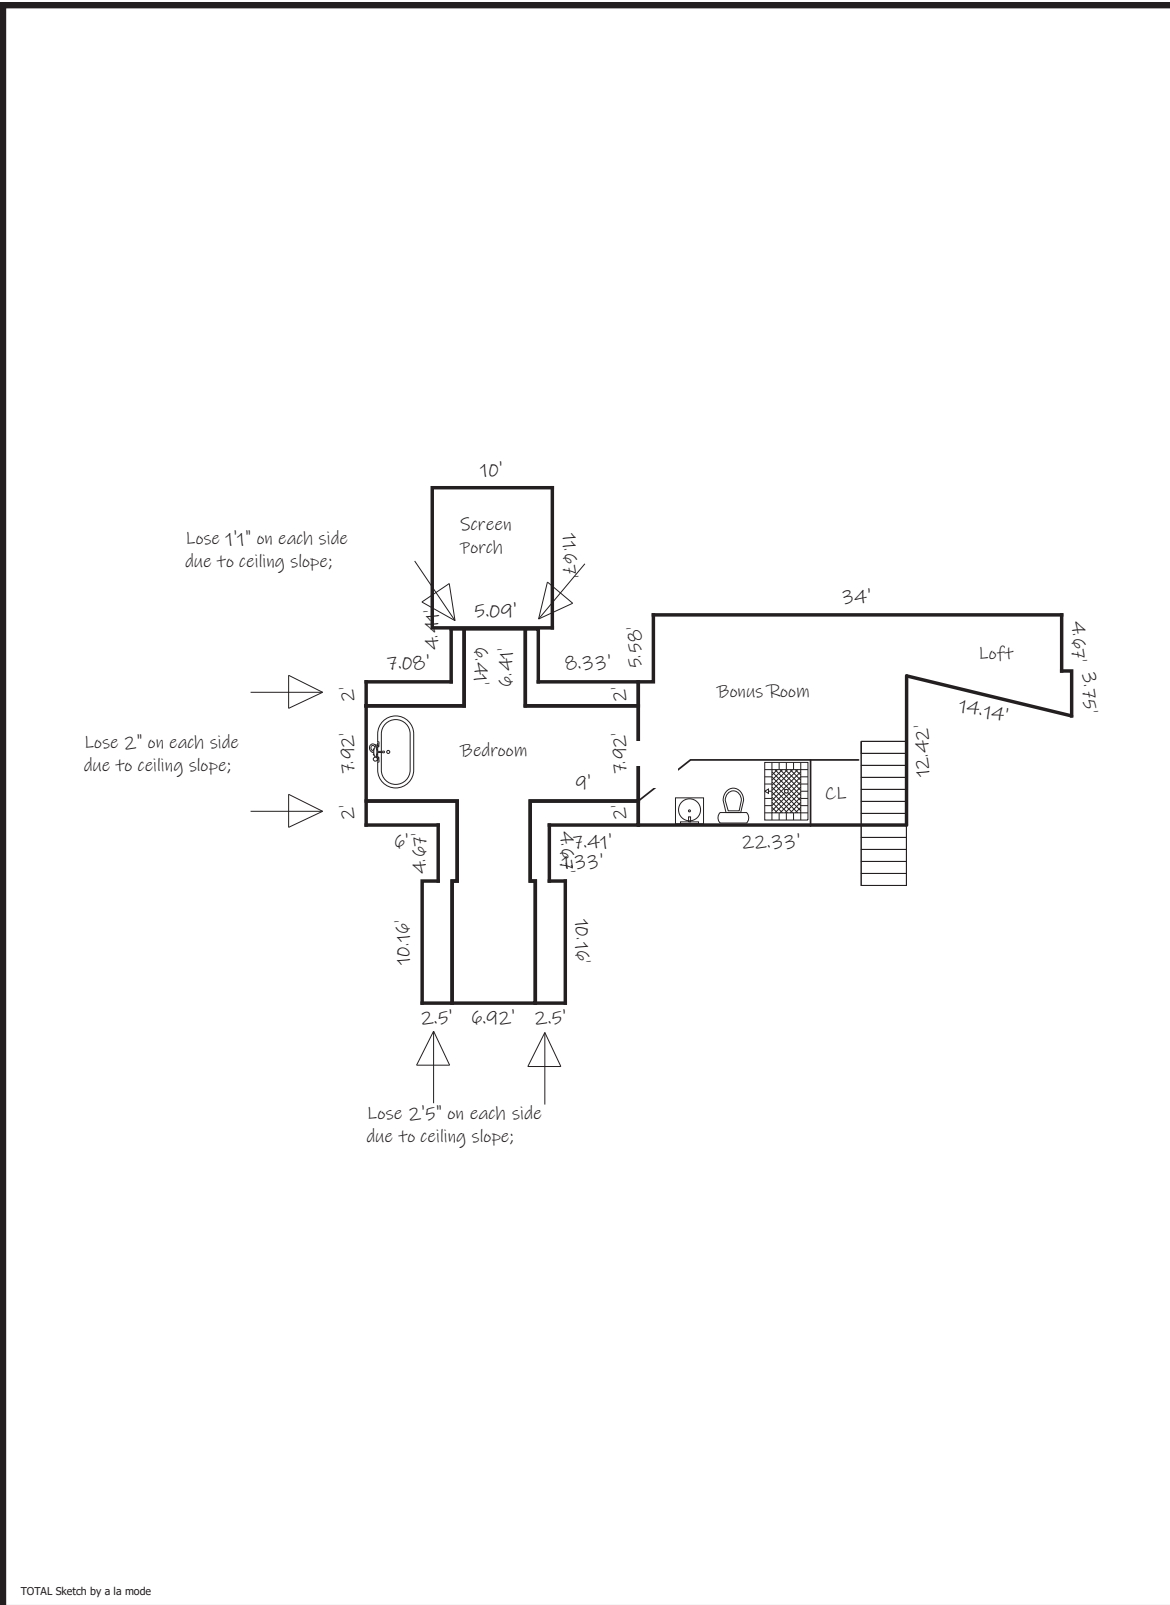 10'
Screen
Porch
11.67'
Lose 1'1" on each side
due to ceiling slope;
5.09'
34'
4.41'
7.08'
6.41'
6.41'
8.33'
5.58'
4.67'
Loft
3.75'
2'
2'
Bonus Room
14.14'
Lose 2" on each side
due to ceiling slope;
7.92'
Bedroom
7.92'
12.42'
9'
CL
2'
2'
6'
4.67'
4.67'
7.41'
22.33'
10.16'
10.16'
2.5'
6.92'
2.5'
Lose 2'5" on each side
due to ceiling slope;
TOTAL Sketch by a la mode